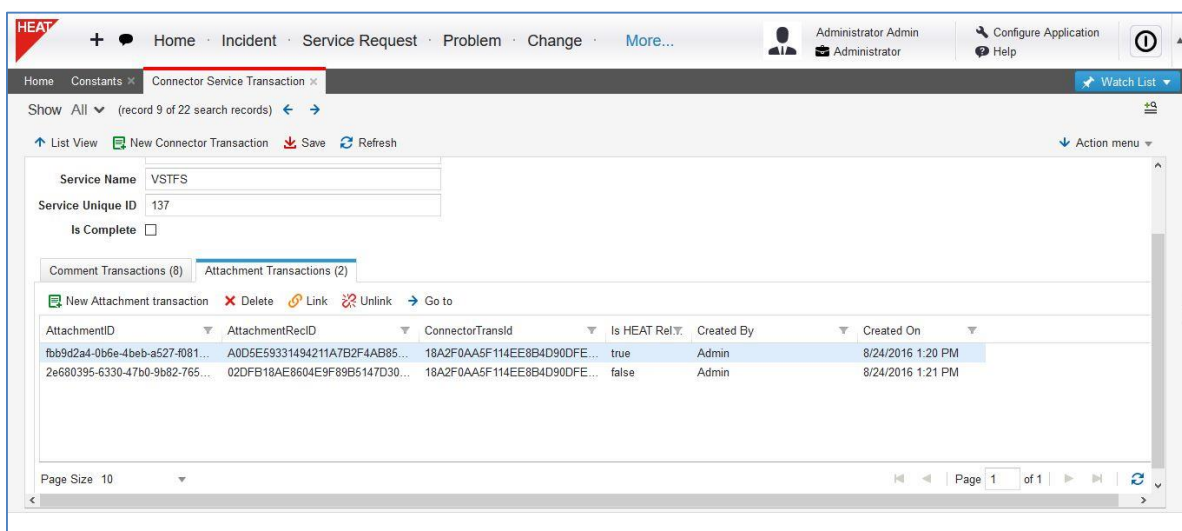 HEAT
Home · Incident · Service Request · Problem · Change · More...
Administrator Admin
Administrator
Configure Application
Help
Home Constants × Connector Service Transaction ×
Watch List
Show All (record 9 of 22 search records)
List View New Connector Transaction Save Refresh Action menu
Service Name VSTFS
Service Unique ID 137
Is Complete
Comment Transactions (8) Attachment Transactions (2)
New Attachment transaction Delete Link Unlink Go to
AttachmentID AttachmentRecID ConnectorTransId Is HEAT Rel... Created By Created On
fbb9d2a4-0b6e-4beb-a527-f081... A0D5E59331494211A7B2F4AB85... 18A2F0AA5F114EE8B4D90DFE... true Admin 8/24/2016 1:20 PM
2e680395-6330-47b0-9b82-765... 02DFB18AE8604E9F89B5147D30... 18A2F0AA5F114EE8B4D90DFE... false Admin 8/24/2016 1:21 PM
Page Size 10 Page 1 of 1